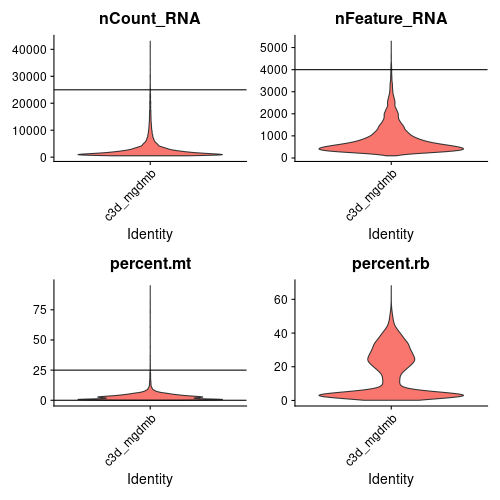 nCount_RNA
40000
30000
20000
10000
0
c3d_mgdmb
Identity
nFeature_RNA
5000
4000
3000
2000
1000
0
c3d_mgdmb
Identity
percent.mt
75
50
25
0
c3d_mgdmb
Identity
percent.rb
60
40
20
0
c3d_mgdmb
Identity